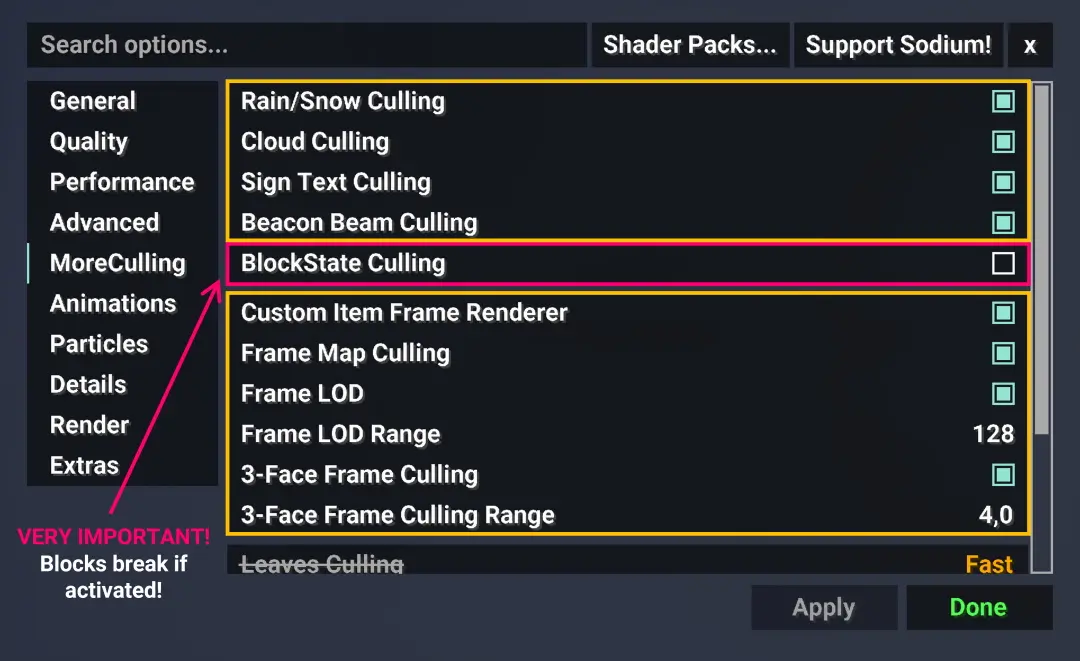 Search options...
Shader Packs...
Support Sodium!
x
General
Quality
Performance
Advanced
MoreCulling
Animations
Particles
Details
Render
Extras
Rain/Snow Culling
Cloud Culling
Sign Text Culling
Beacon Beam Culling
BlockState Culling
Custom Item Frame Renderer
Frame Map Culling
Frame LOD
Frame LOD Range 128
3-Face Frame Culling
3-Face Frame Culling Range 4,0
Leaves Culling Fast
VERY IMPORTANT!
Blocks break if
activated!
Apply
Done